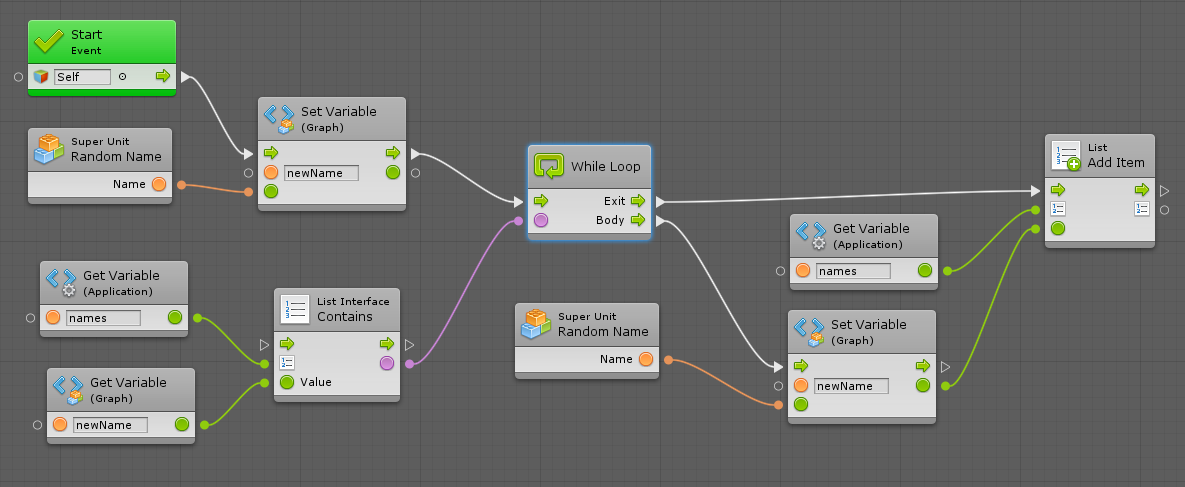 Start
Event
Self
Super Unit
Random Name
Name
Set Variable
(Graph)
newName
Get Variable
(Application)
names
Get Variable
(Graph)
newName
List Interface
Contains
Value
While Loop
Exit
Body
Super Unit
Random Name
Name
Get Variable
(Application)
names
Set Variable
(Graph)
newName
List
Add Item